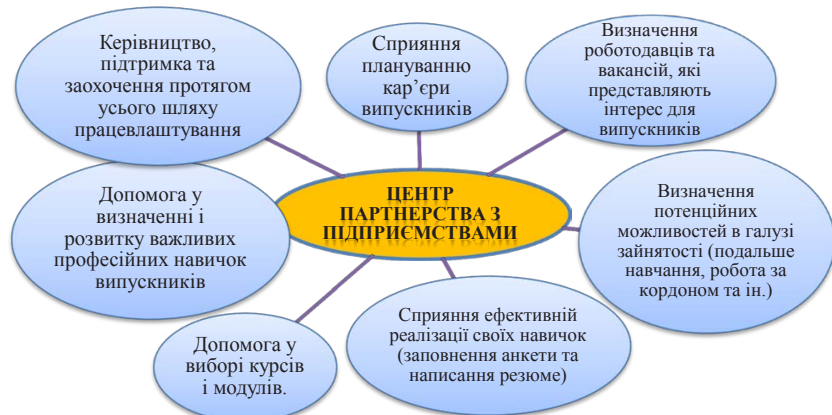 Керівництво,
підтримка та
заохочення протягом
усього шляху
працевлаштування
Сприяння
плануванню
кар’єри
випускників
Визначення
роботодавців та
вакансій, які
представляють
інтерес для
випускників
ЦЕНТР
ПАРТНЕРСТВА З
ПІДПРИЄМСТВАМИ
Допомога у
визначенні і
розвитку важливих
професійних навичок
випускників
Визначення
потенційних
можливостей в галузі
зайнятості (подальше
навчання, робота за
кордоном та ін.)
Допомога у
виборі курсів
і модулів.
Сприяння ефективній
реалізації своїх навичок
(заповнення анкети та
написання резюме)